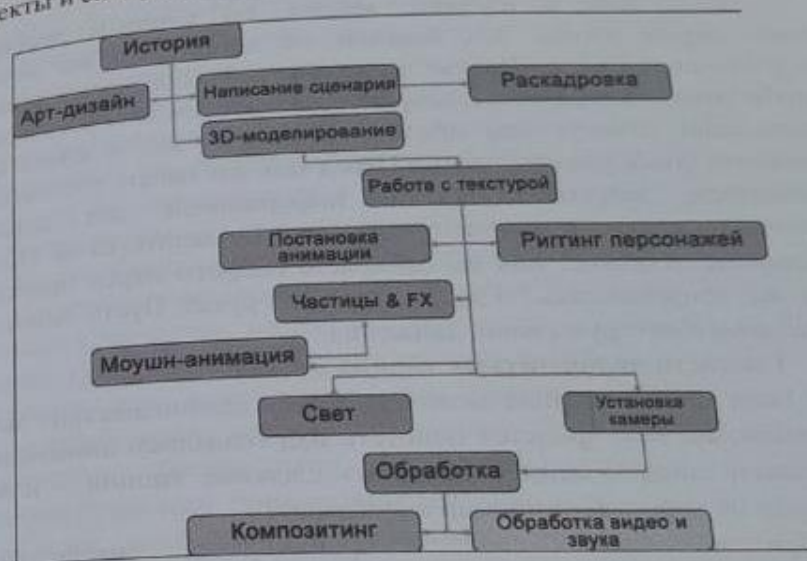 История
Арт-дизайн
Написание сценария
Раскадровка
3D-моделирование
Работа с текстурой
Постановка
анимации
Риггинг персонажей
Частицы & FX
Моушн-анимация
Свет
Установка
камеры
Обработка
Композитинг
Обработка видео и
звука